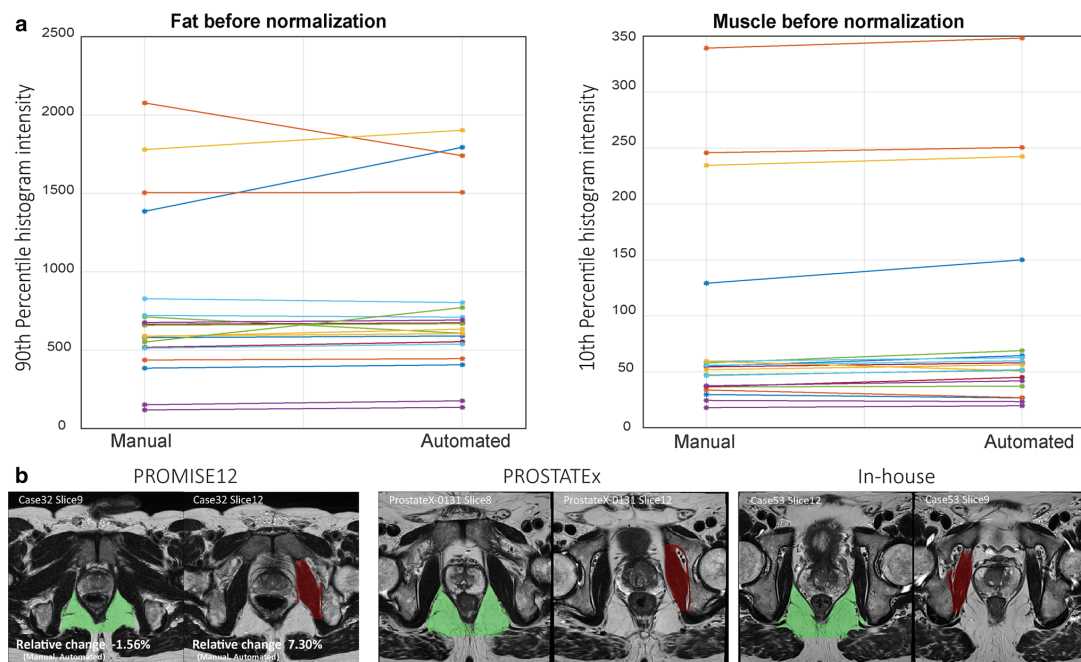 a
Fat before normalization
90th Percentile histogram intensity
2500
2000
1500
1000
500
0
Manual
Automated
Muscle before normalization
10th Percentile histogram intensity
350
300
250
200
150
100
50
0
Manual
Automated
b
PROMISE12
PROSTATEx
In-house
Case32 Slice9
Case32 Slice12
ProstateX-0131 Slice8
ProstateX-0131 Slice12
Case53 Slice12
Case53 Slice9
Relative change -1.56%
(Manual, Automated)
Relative change 7.30%
(Manual, Automated)